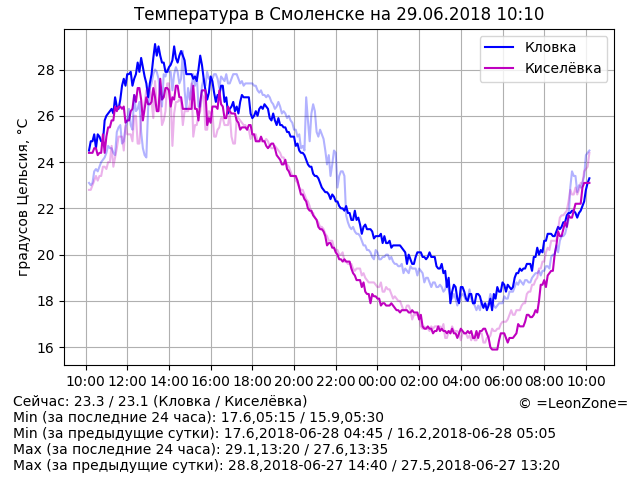 Температура в Смоленске на 29.06.2018 10:10
Кловка
Киселёвка
градусов Цельсия, °C
28
26
24
22
20
18
16
10:00 12:00 14:00 16:00 18:00 20:00 22:00 00:00 02:00 04:00 06:00 08:00 10:00
Сейчас: 23.3 / 23.1 (Кловка / Киселёвка)
© =LeonZone=
Min (за последние 24 часа): 17.6,05:15 / 15.9,05:30
Min (за предыдущие сутки): 17.6,2018-06-28 04:45 / 16.2,2018-06-28 05:05
Max (за последние 24 часа): 29.1,13:20 / 27.6,13:35
Max (за предыдущие сутки): 28.8,2018-06-27 14:40 / 27.5,2018-06-27 13:20